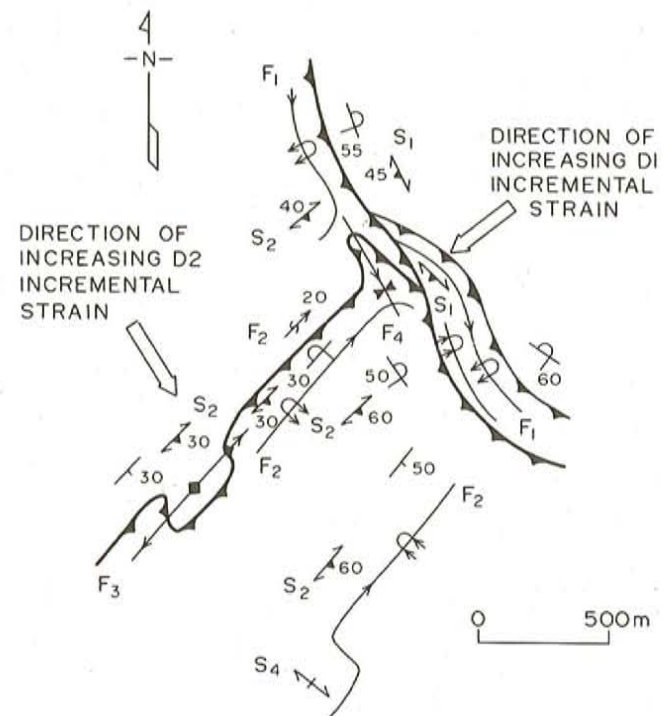 N
F1
55
S1
45
DIRECTION OF
INCREASING DI
INCREMENTAL
STRAIN
40
S2
DIRECTION OF
INCREASING D2
INCREMENTAL
STRAIN
20
F2
S1
F4
30
50
60
S2
30
30
S2
60
F1
30
F2
50
F2
F3
S2
60
0 500m
S4